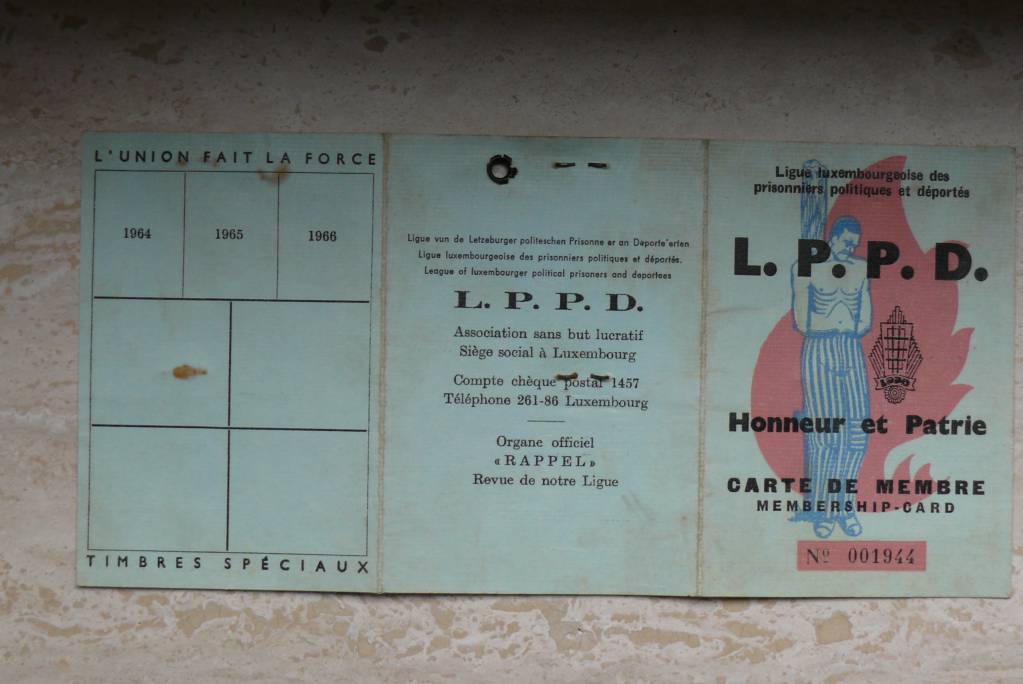 L'UNION FAIT LA FORCE
1964 1965 1966
TIMBRES SPÉCIAUX
Ligue vun de Letzeburger politeschen Prisonne'er an Deporte'erten
Ligue luxembourgeoise des prisonniers politiques et déportés.
League of luxembourger political prisoners and deportees
L. P. P. D.
Association sans but lucratif
Siège social à Luxembourg
Compte chèque postal 1457
Téléphone 261-86 Luxembourg
Organe officiel
«RAPPEL»
Revue de notre Ligue
Ligue luxembourgeoise des
prisonniers politiques et déportés
L. P. P. D.
LPPD
Honneur et Patrie
CARTE DE MEMBRE
MEMBERSHIP-CARD
Nº 001944